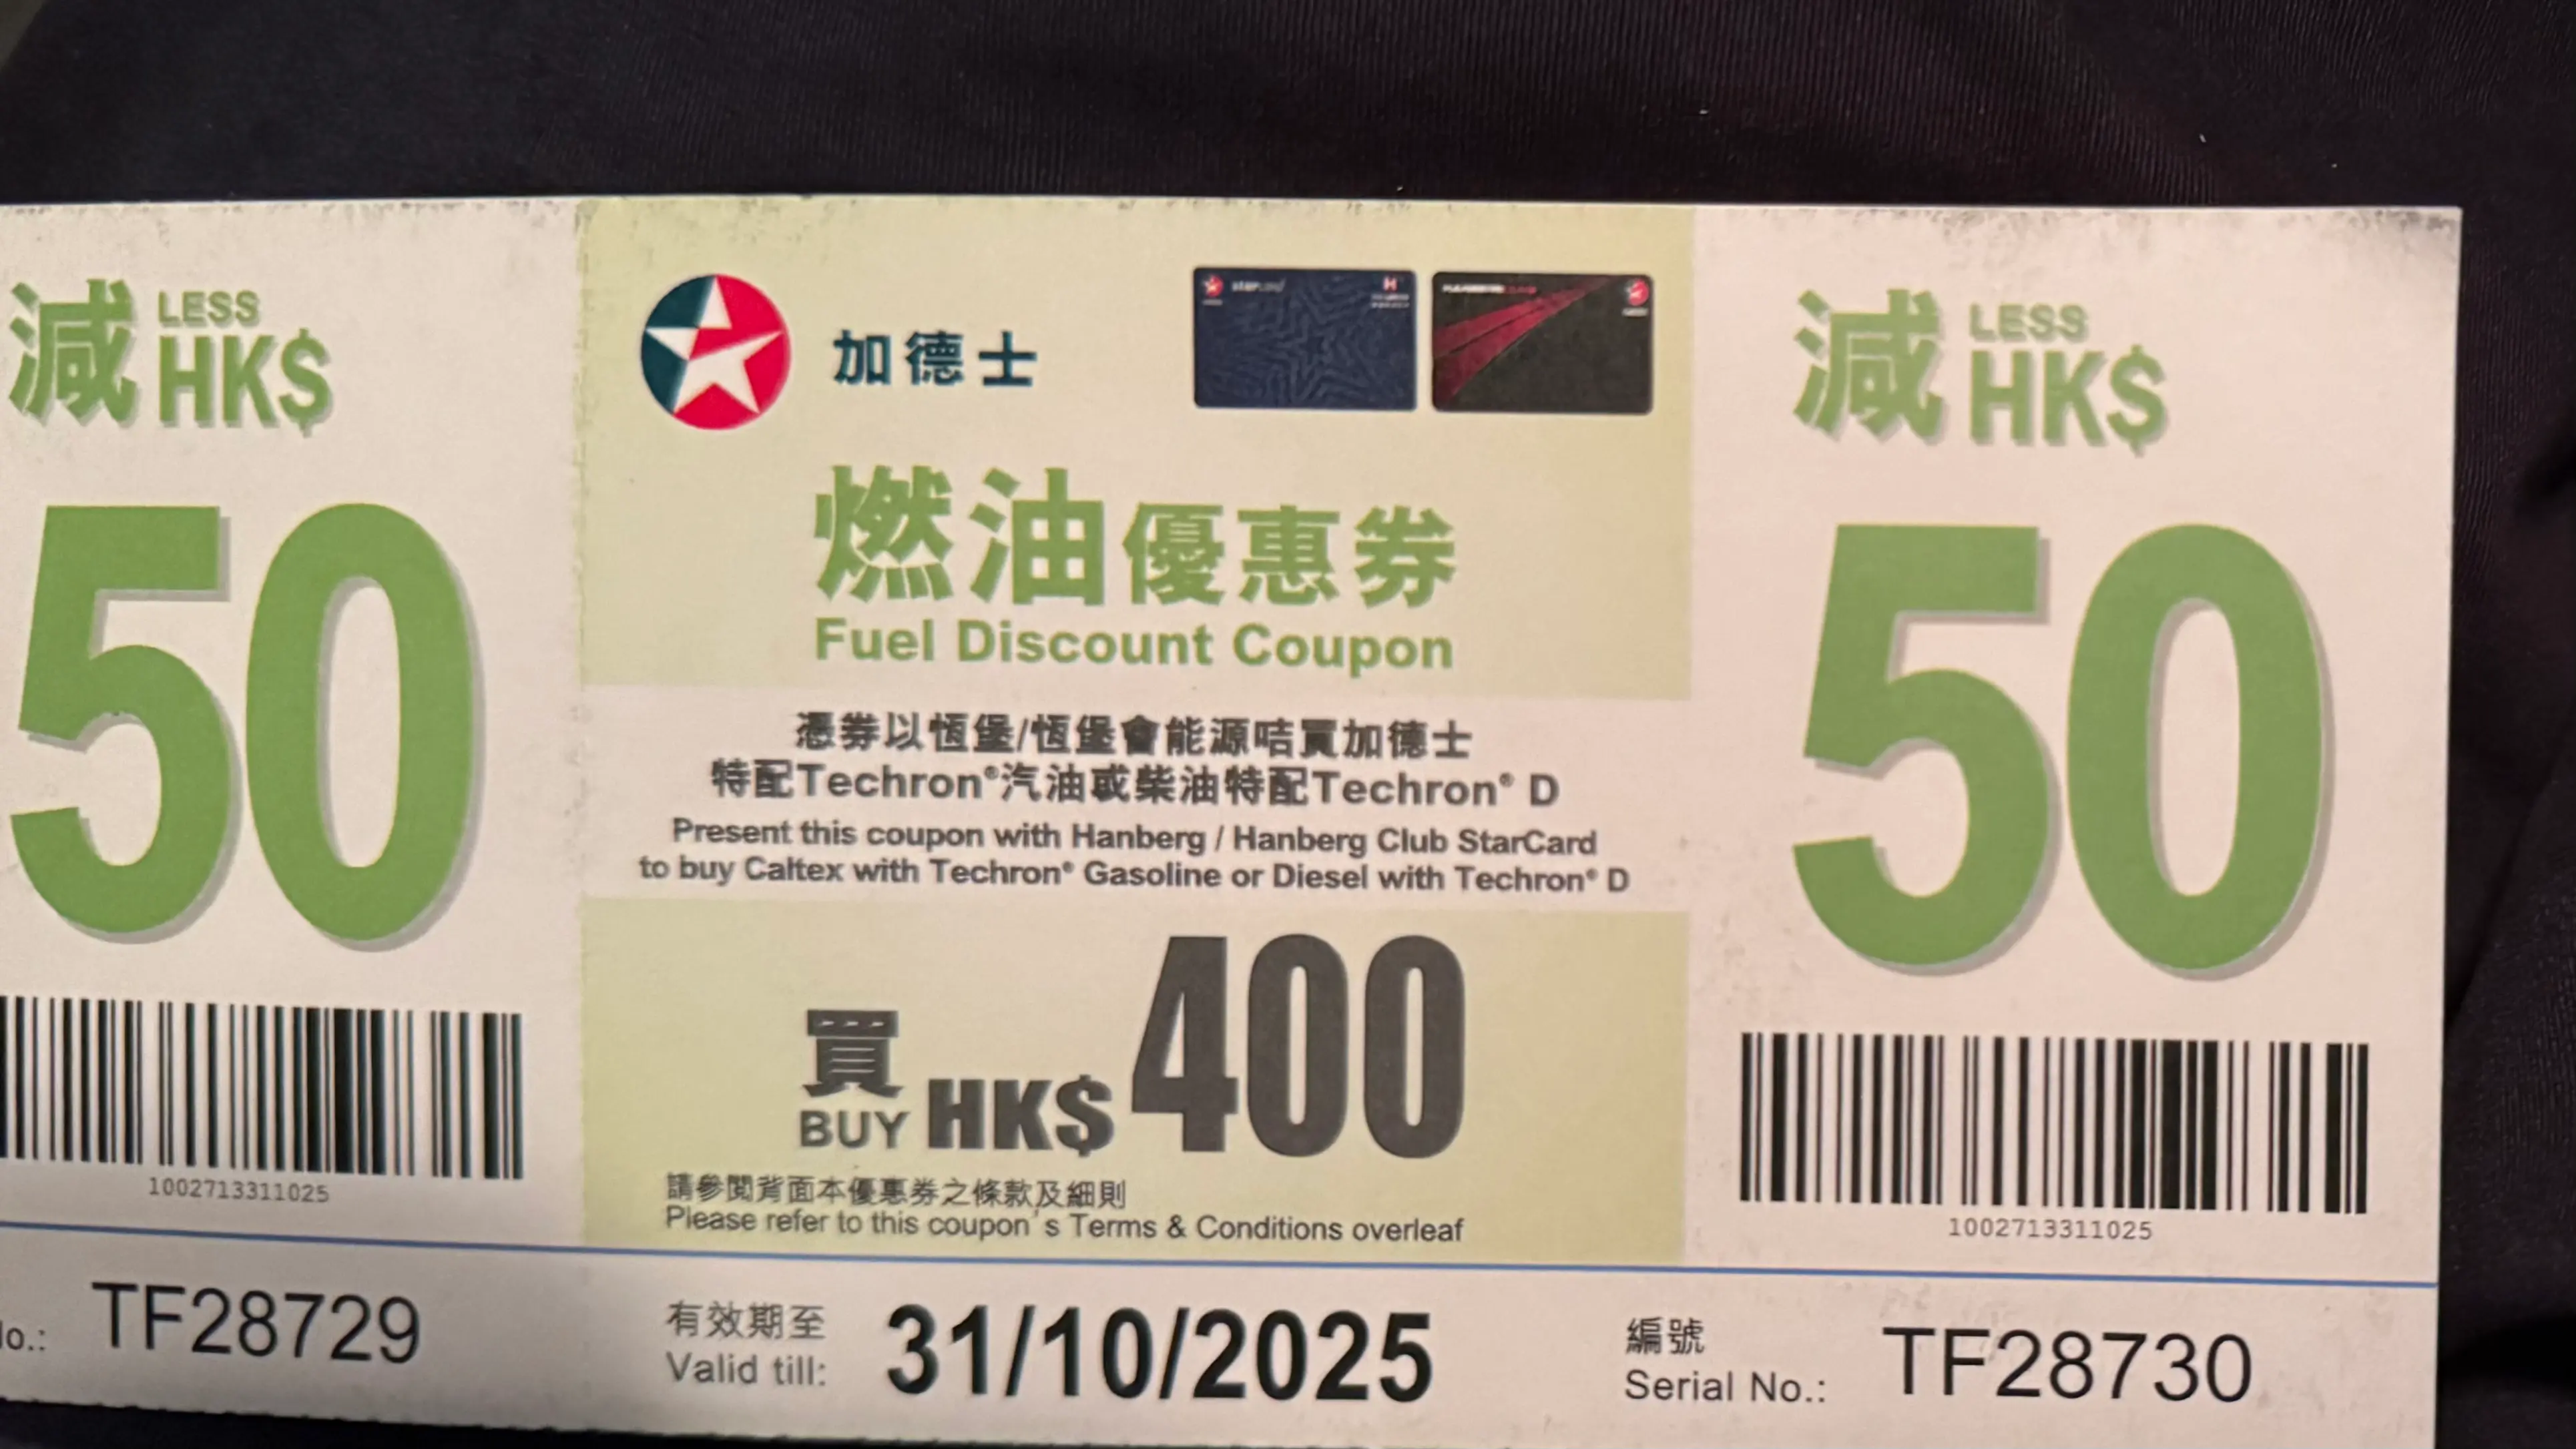 減 LESS HK$
50
1002713311025
No.: TF28729
加德士
燃油優惠券
Fuel Discount Coupon
憑券以恆堡/恆堡會能源咭買加德士
特配Techron®汽油或柴油特配Techron® D
Present this coupon with Hanberg / Hanberg Club StarCard
to buy Caltex with Techron® Gasoline or Diesel with Techron® D
買 BUY HK$400
請參閱背面本優惠券之條款及細則
Please refer to this coupon's Terms & Conditions overleaf
有效期至
Valid till: 31/10/2025
減 LESS HK$
50
1002713311025
編號
Serial No.: TF28730